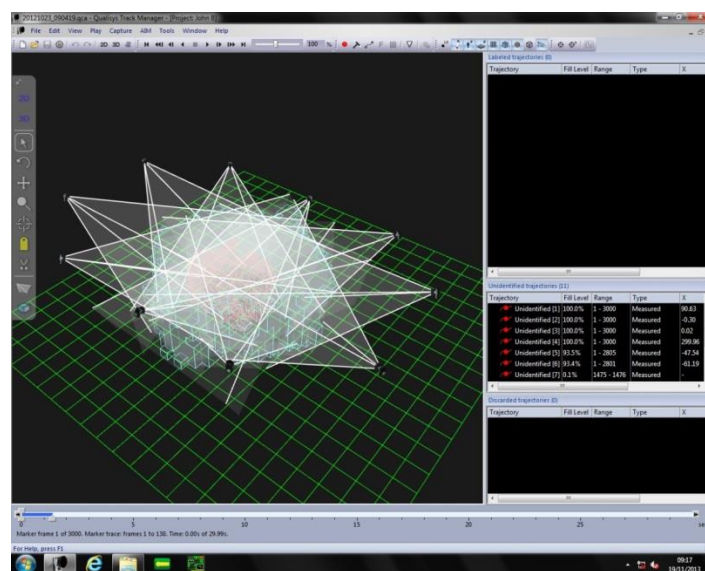 20121023_090419.qca - Qualisys Track Manager - [Project: John II]
File Edit View Play Capture AIM Tools Window Help
2D 3D 100 %
Labeled trajectories (0)
Trajectory Fill Level Range Type X
2D
3D
Unidentified trajectories (11)
Trajectory Fill Level Range Type X
Unidentified [1] 100.0% 1 - 3000 Measured 90.63
Unidentified [2] 100.0% 1 - 3000 Measured -0.30
Unidentified [3] 100.0% 1 - 3000 Measured 0.02
Unidentified [4] 100.0% 1 - 3000 Measured 299.96
Unidentified [5] 93.5% 1 - 2805 Measured -47.54
Unidentified [6] 93.4% 1 - 2801 Measured -61.19
Unidentified [7] 0.1% 1475 - 1476 Measured -
Discarded trajectories (0)
Trajectory Fill Level Range Type X
0 5 10 15 20 25
Marker frame 1 of 3000. Marker trace: frames 1 to 138. Time: 0.00s of 29.99s.
For Help, press F1
09:17
19/11/2013